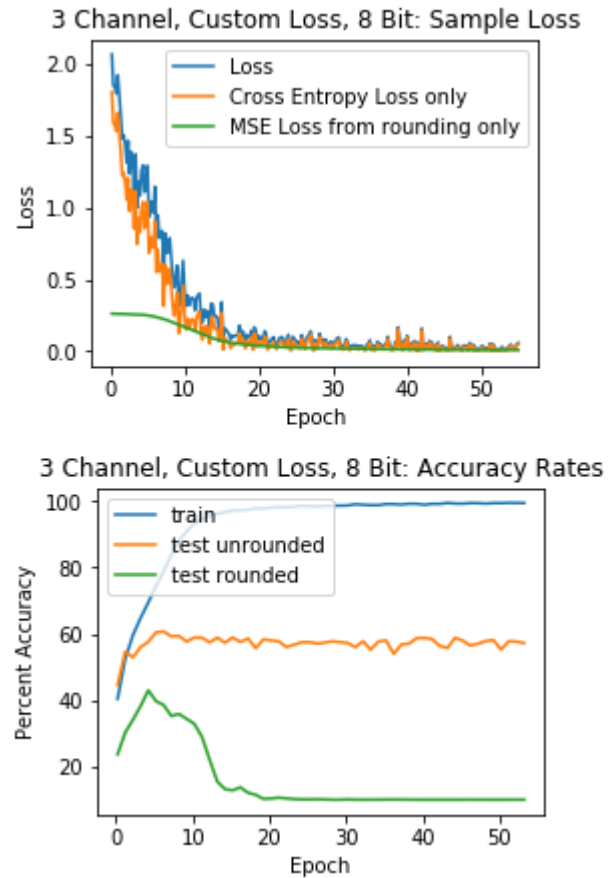 3 Channel, Custom Loss, 8 Bit: Sample Loss
Loss
Cross Entropy Loss only
MSE Loss from rounding only
2.0
1.5
1.0
0.5
0.0
Loss
0 10 20 30 40 50
Epoch
3 Channel, Custom Loss, 8 Bit: Accuracy Rates
train
test unrounded
test rounded
100
80
60
40
20
Percent Accuracy
0 10 20 30 40 50
Epoch